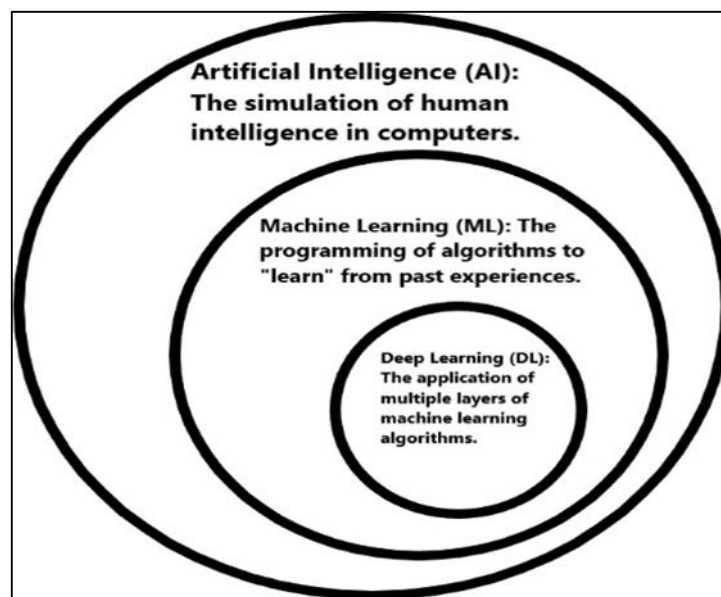 Artificial Intelligence (AI):
The simulation of human
intelligence in computers.
Machine Learning (ML): The
programming of algorithms to
"learn" from past experiences.
Deep Learning (DL):
The application of
multiple layers of
machine learning
algorithms.